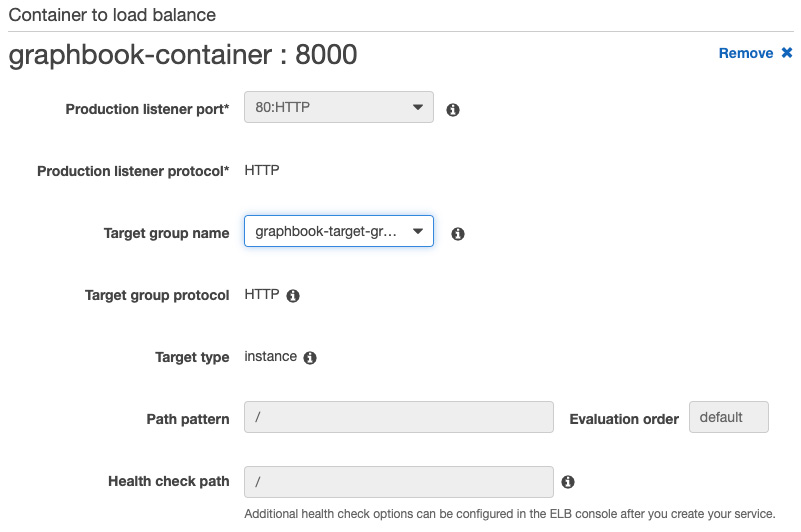 Container to load balance
graphbook-container : 8000
Remove ✖
Production listener port*
80:HTTP
Production listener protocol*
HTTP
Target group name
graphbook-target-gr...
Target group protocol
HTTP
Target type
instance
Path pattern
/
Evaluation order
default
Health check path
/
Additional health check options can be configured in the ELB console after you create your service.